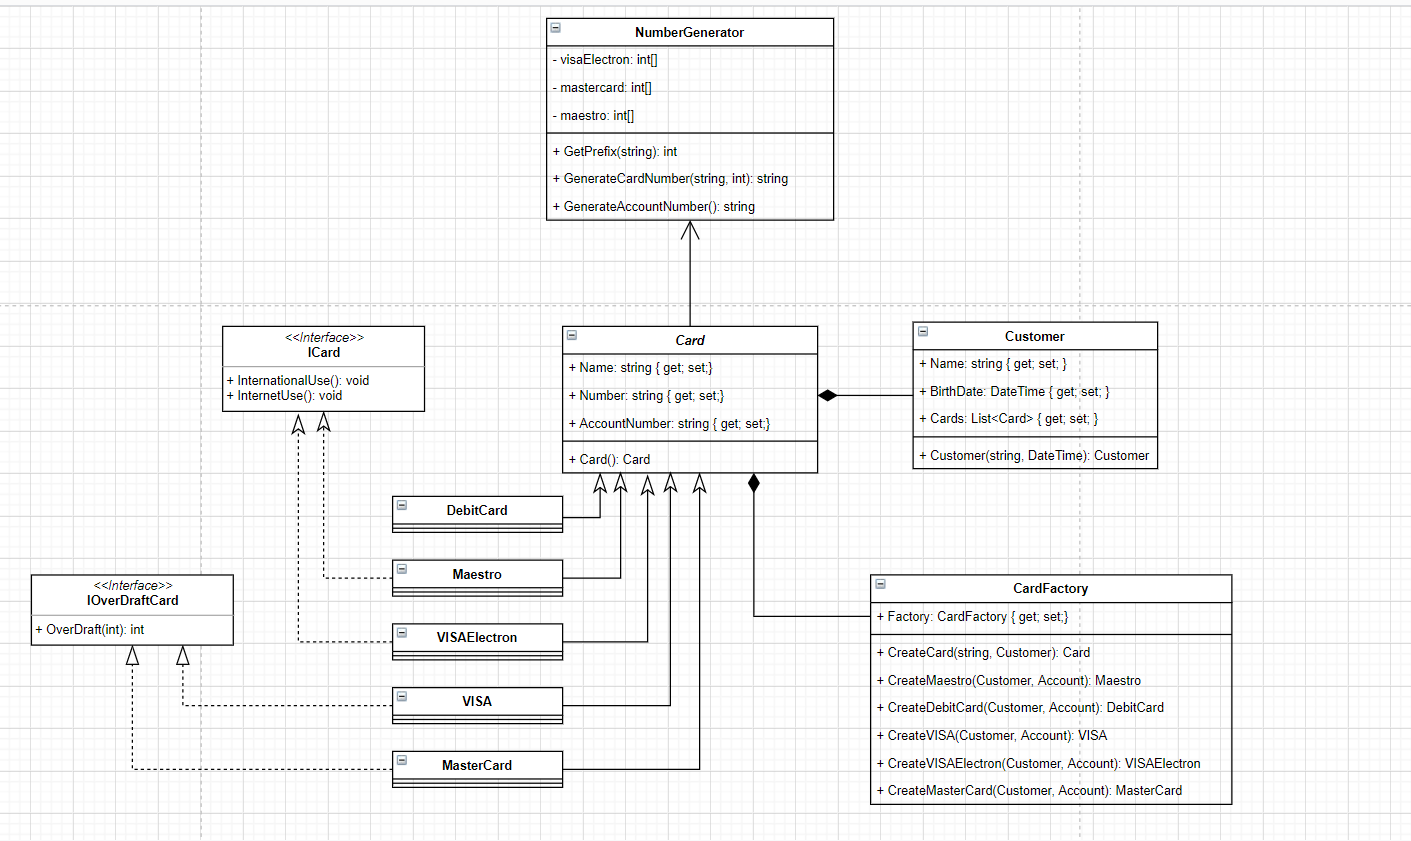 NumberGenerator
- visaElectron: int[]
- mastercard: int[]
- maestro: int[]
+ GetPrefix(string): int
+ GenerateCardNumber(string, int): string
+ GenerateAccountNumber(): string
<<Interface>>
ICard
+ InternationalUse(): void
+ InternetUse(): void
Card
+ Name: string { get; set;}
+ Number: string { get; set;}
+ AccountNumber: string { get; set;}
+ Card(): Card
Customer
+ Name: string { get; set; }
+ BirthDate: DateTime { get; set; }
+ Cards: List<Card> { get; set; }
+ Customer(string, DateTime): Customer
DebitCard
Maestro
VISAElectron
VISA
MasterCard
<<Interface>>
IOverDraftCard
+ OverDraft(int): int
CardFactory
+ Factory: CardFactory { get; set;}
+ CreateCard(string, Customer): Card
+ CreateMaestro(Customer, Account): Maestro
+ CreateDebitCard(Customer, Account): DebitCard
+ CreateVISA(Customer, Account): VISA
+ CreateVISAElectron(Customer, Account): VISAElectron
+ CreateMasterCard(Customer, Account): MasterCard